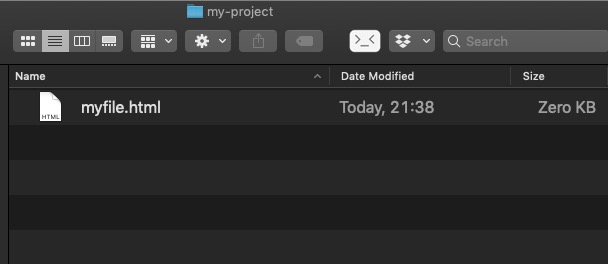 my-project
Search
Name Date Modified Size
HTML myfile.html Today, 21:38 Zero KB